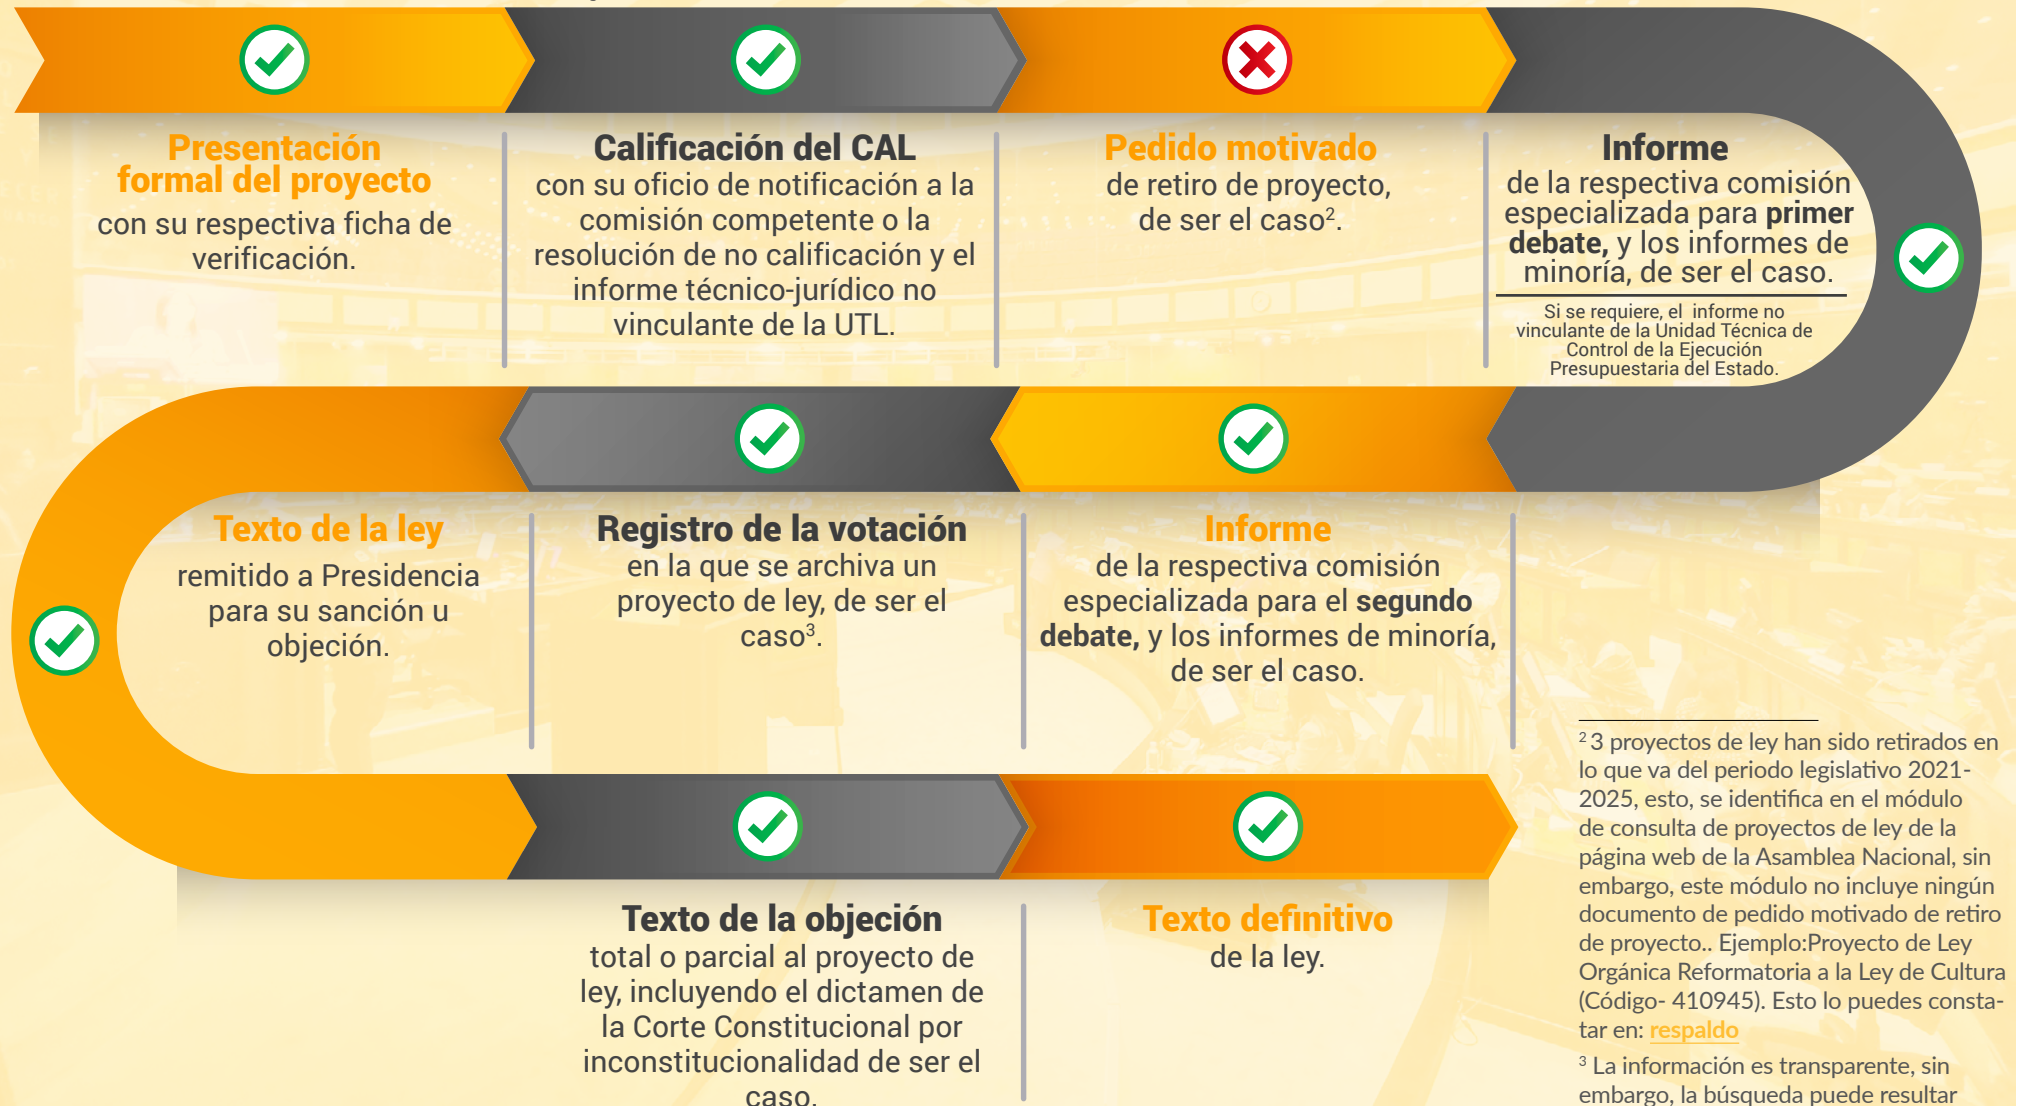 Presentación
formal del proyecto
con su respectiva ficha de
verificación.
Calificación del CAL
con su oficio de notificación a la
comisión competente o la
resolución de no calificación y el
informe técnico-jurídico no
vinculante de la UTL.
Pedido motivado
de retiro de proyecto,
de ser el caso².
Informe
de la respectiva comisión
especializada para primer
debate, y los informes de
minoría, de ser el caso.
Si se requiere, el informe no
vinculante de la Unidad Técnica de
Control de la Ejecución
Presupuestaria del Estado.
Texto de la ley
remitido a Presidencia
para su sanción u
objeción.
Registro de la votación
en la que se archiva un
proyecto de ley, de ser el
caso³.
Informe
de la respectiva comisión
especializada para el segundo
debate, y los informes de minoría,
de ser el caso.
Texto de la objeción
total o parcial al proyecto de
ley, incluyendo el dictamen de
la Corte Constitucional por
inconstitucionalidad de ser el
caso.
Texto definitivo
de la ley.
² 3 proyectos de ley han sido retirados en
lo que va del periodo legislativo 2021-
2025, esto, se identifica en el módulo
de consulta de proyectos de ley de la
página web de la Asamblea Nacional, sin
embargo, este módulo no incluye ningún
documento de pedido motivado de retiro
de proyecto.. Ejemplo:Proyecto de Ley
Orgánica Reformatoria a la Ley de Cultura
(Código- 410945). Esto lo puedes consta-
tar en: respaldo
³ La información es transparente, sin
embargo, la búsqueda puede resultar